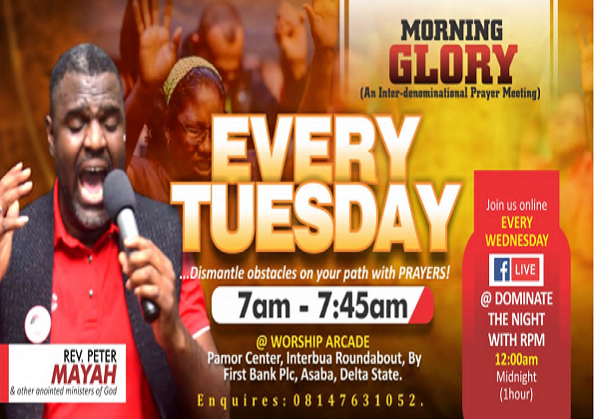 MORNING
GLORY
(An Inter-denominational Prayer Meeting)
EVERY
TUESDAY
...Dismantle obstacles on your path with PRAYERS!
7am - 7:45am
@ WORSHIP ARCADE
Pamor Center, Interbua Roundabout, By
First Bank Plc, Asaba, Delta State.
Enquires: 08147631052.
REV. PETER
MAYAH
& other anointed ministers of God
Join us online
EVERY
WEDNESDAY
f LIVE
@ DOMINATE
THE NIGHT
WITH RPM
12:00am
Midnight
(1hour)